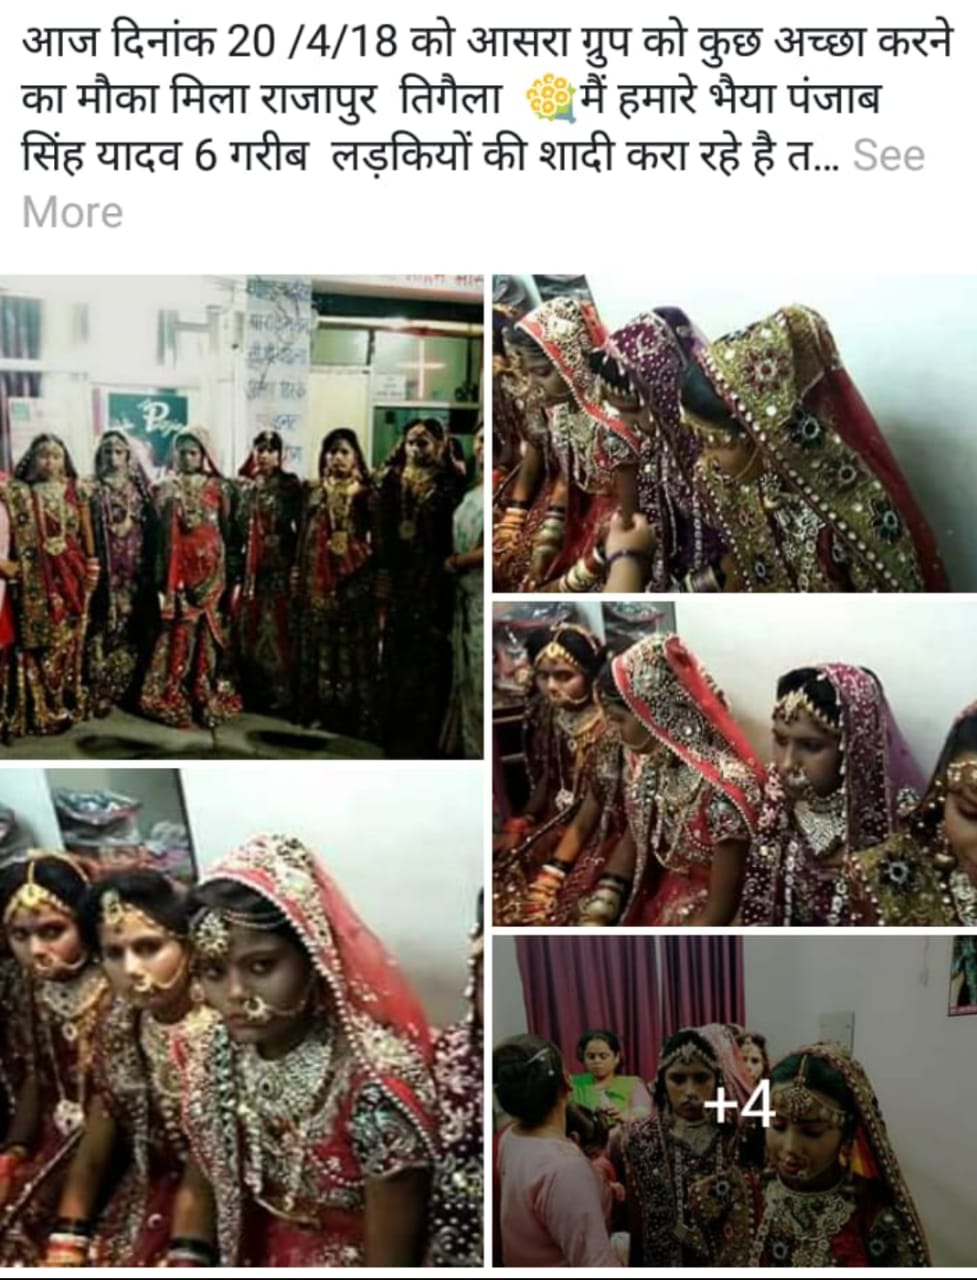 आज दिनांक 20 /4/18 को आसरा ग्रुप को कुछ अच्छा करने
का मौका मिला राजापुर तिगैला 💐मैं हमारे भैया पंजाब
सिंह यादव 6 गरीब लड़कियों की शादी करा रहे है त... See
More
+4